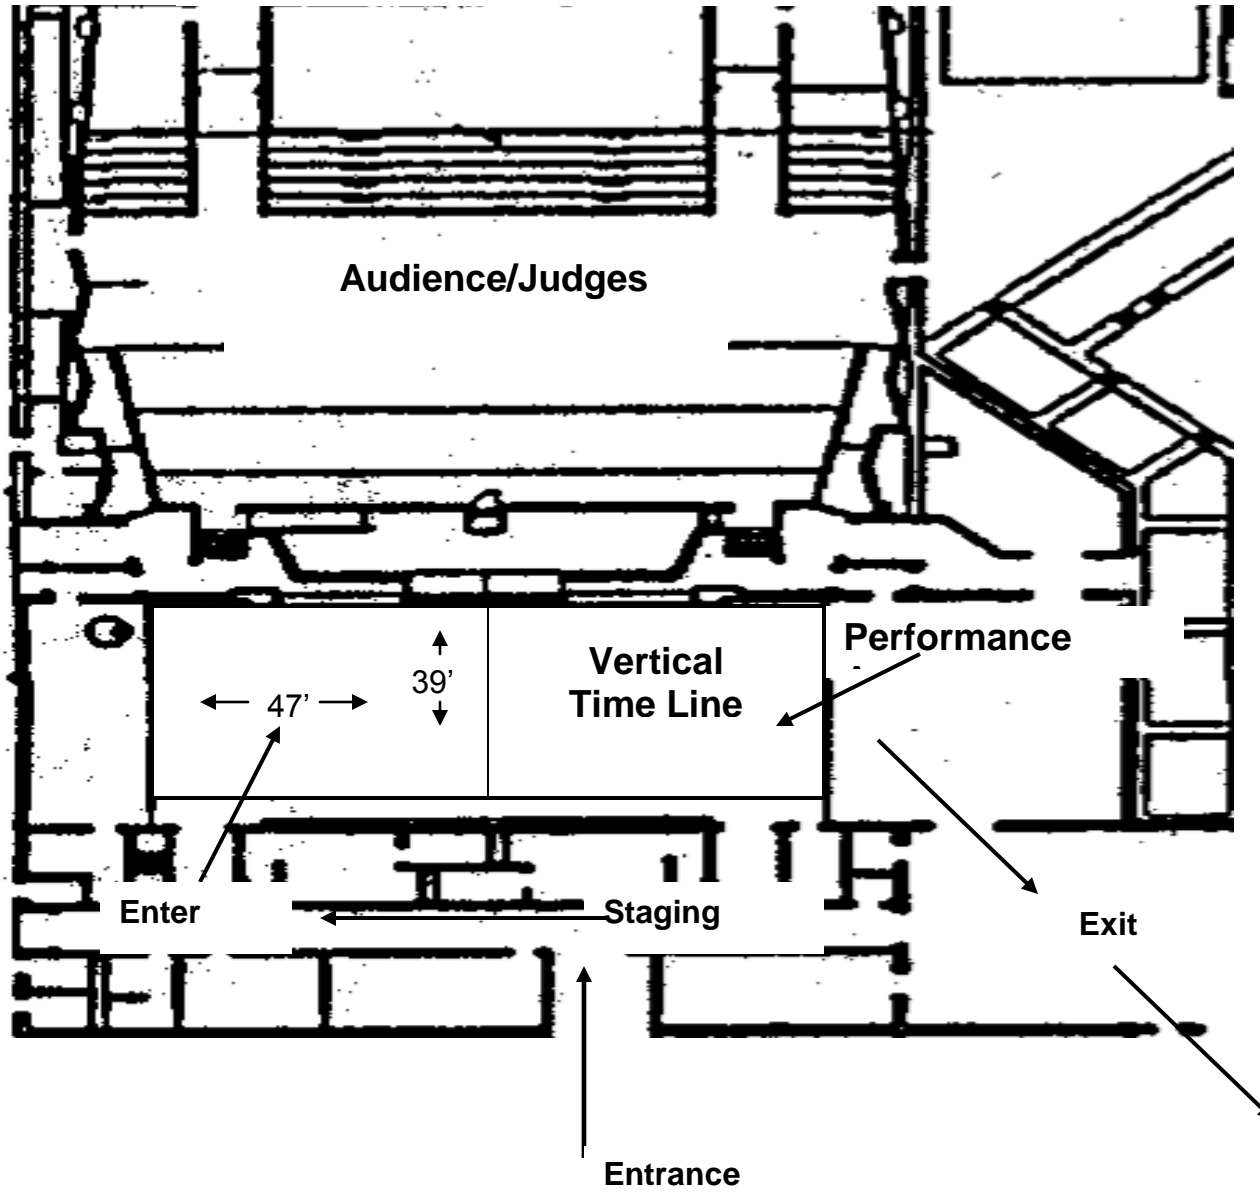 Audience/Judges
Performance
Vertical
Time Line
39’
47’
Enter
Staging
Exit
Entrance